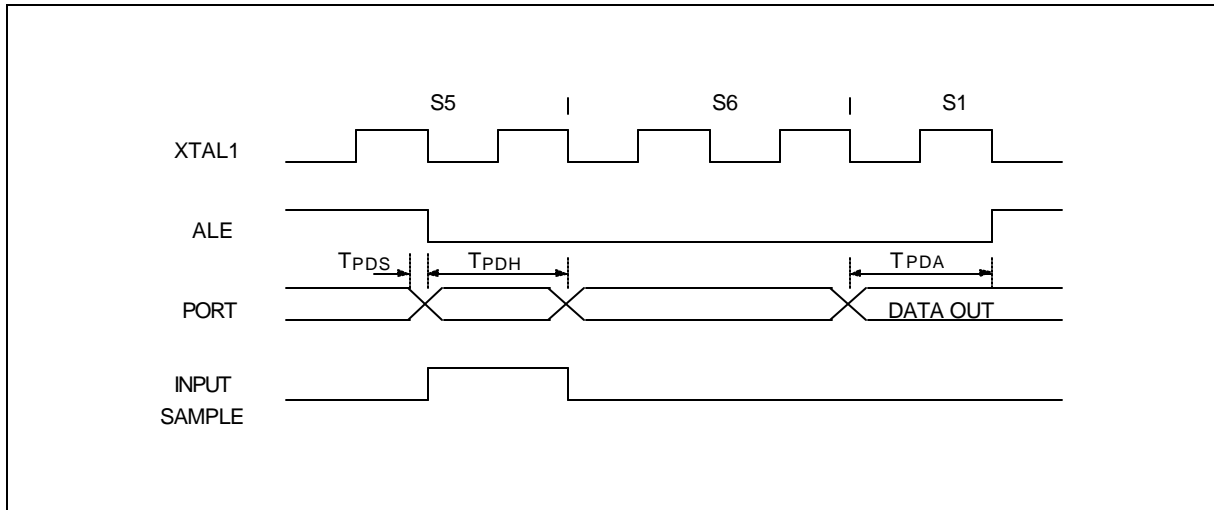 S5 | S6 | S1
XTAL1
ALE
TPDS TPDH TPDA
PORT DATA OUT
INPUT
SAMPLE